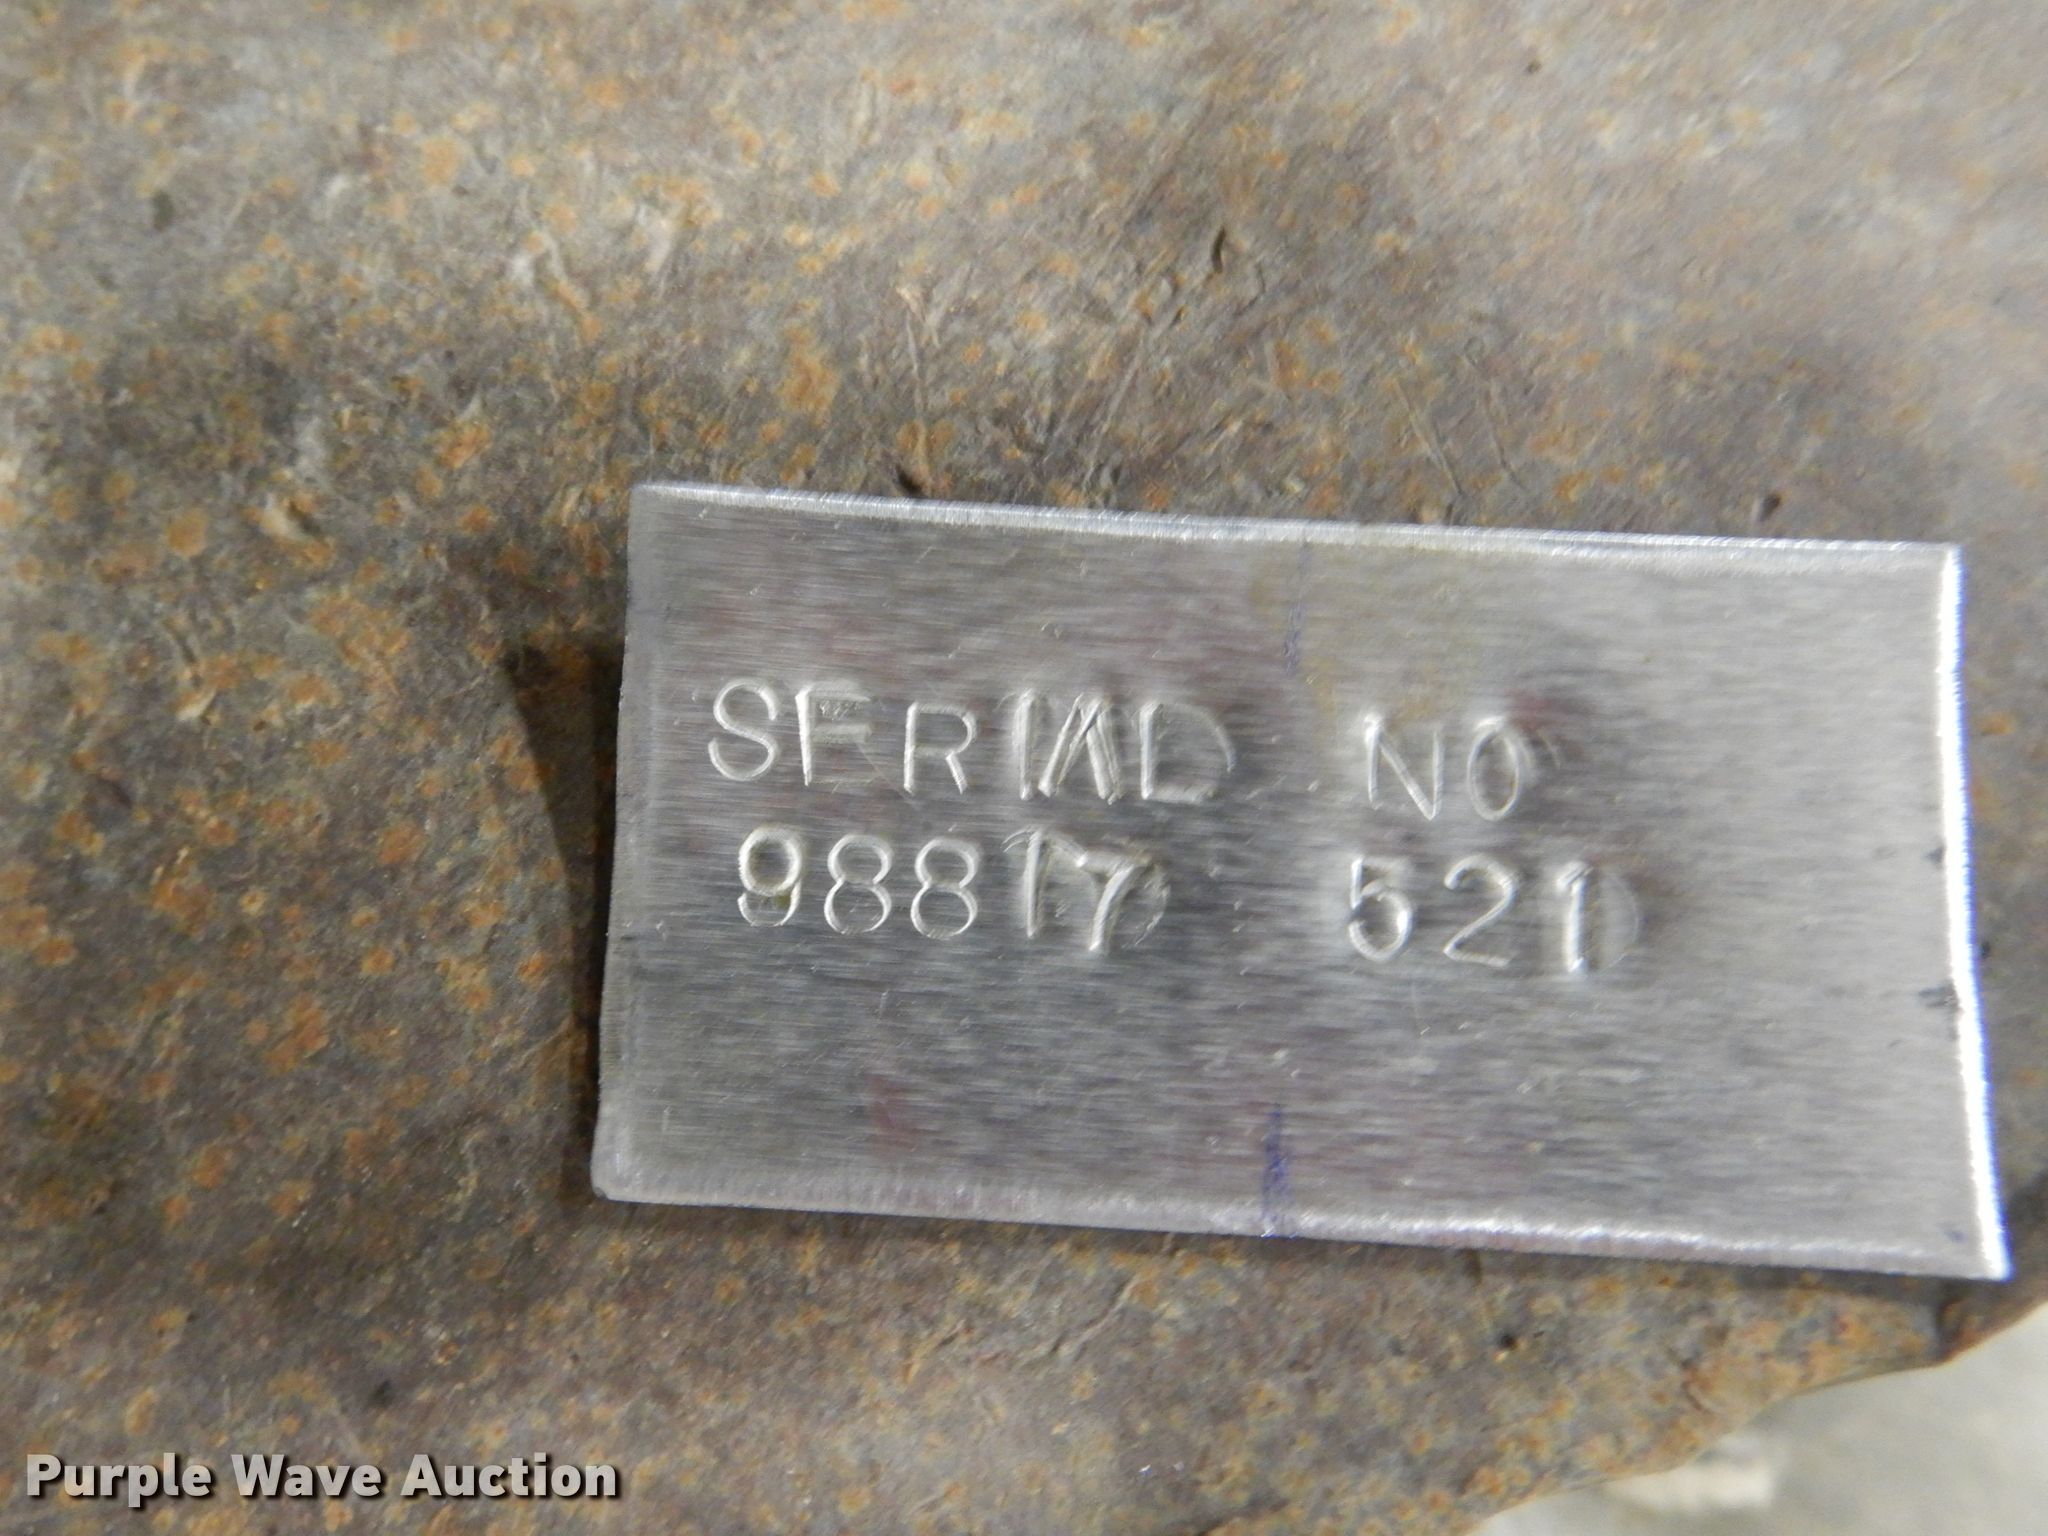 SERIAL NO
98817 521
Purple Wave Auction